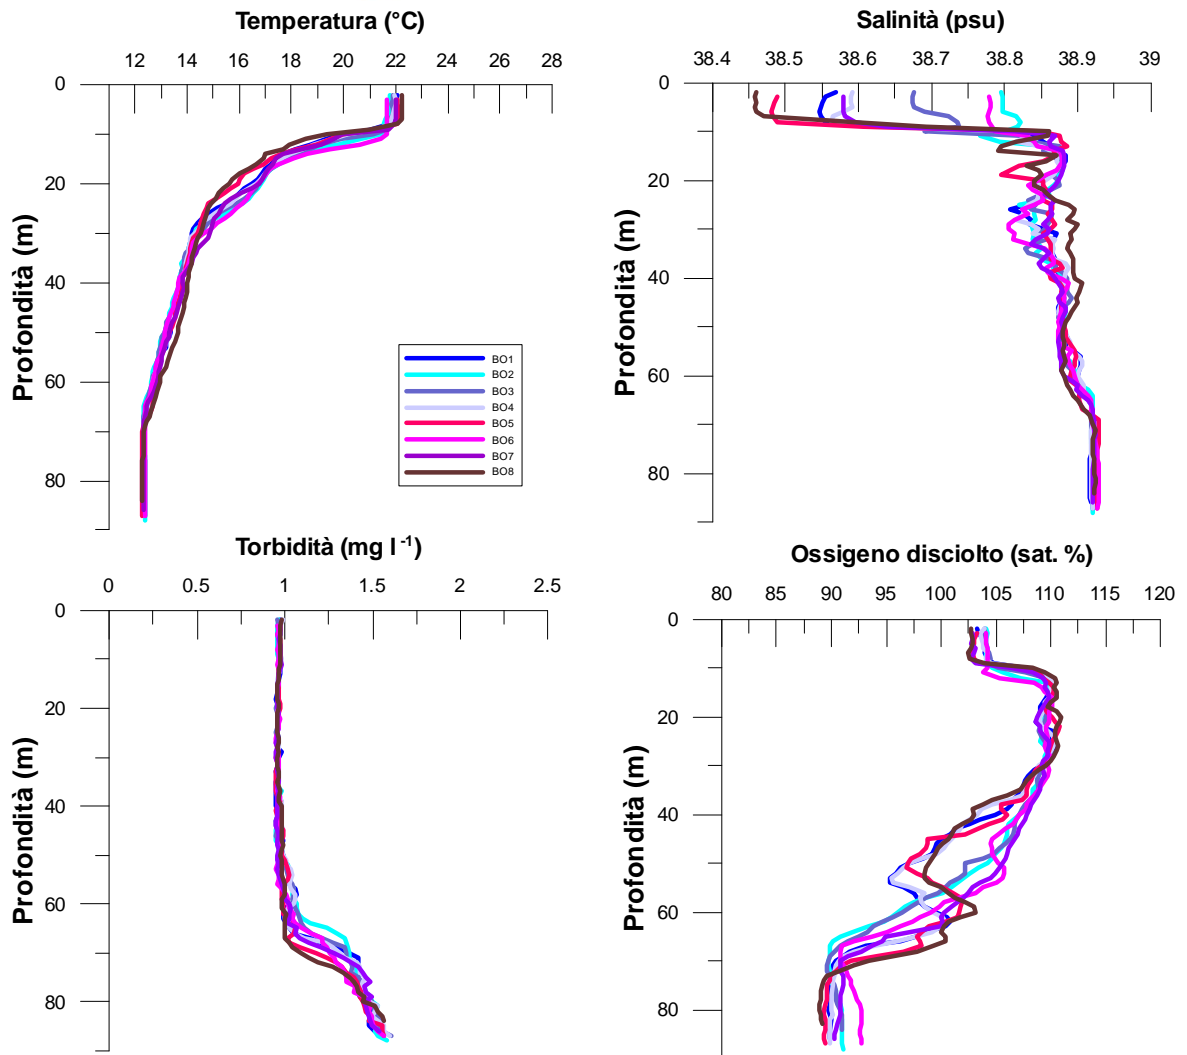 Temperatura (°C)
12 14 16 18 20 22 24 26 28
0
20
40
60
80
Profondità (m)
BO1
BO2
BO3
BO4
BO5
BO6
BO7
BO8
Salinità (psu)
38.4 38.5 38.6 38.7 38.8 38.9 39
0
20
40
60
80
Profondità (m)
Torbidità (mg l⁻¹)
0 0.5 1 1.5 2 2.5
0
20
40
60
80
Profondità (m)
Ossigeno disciolto (sat. %)
80 85 90 95 100 105 110 115 120
0
20
40
60
80
Profondità (m)